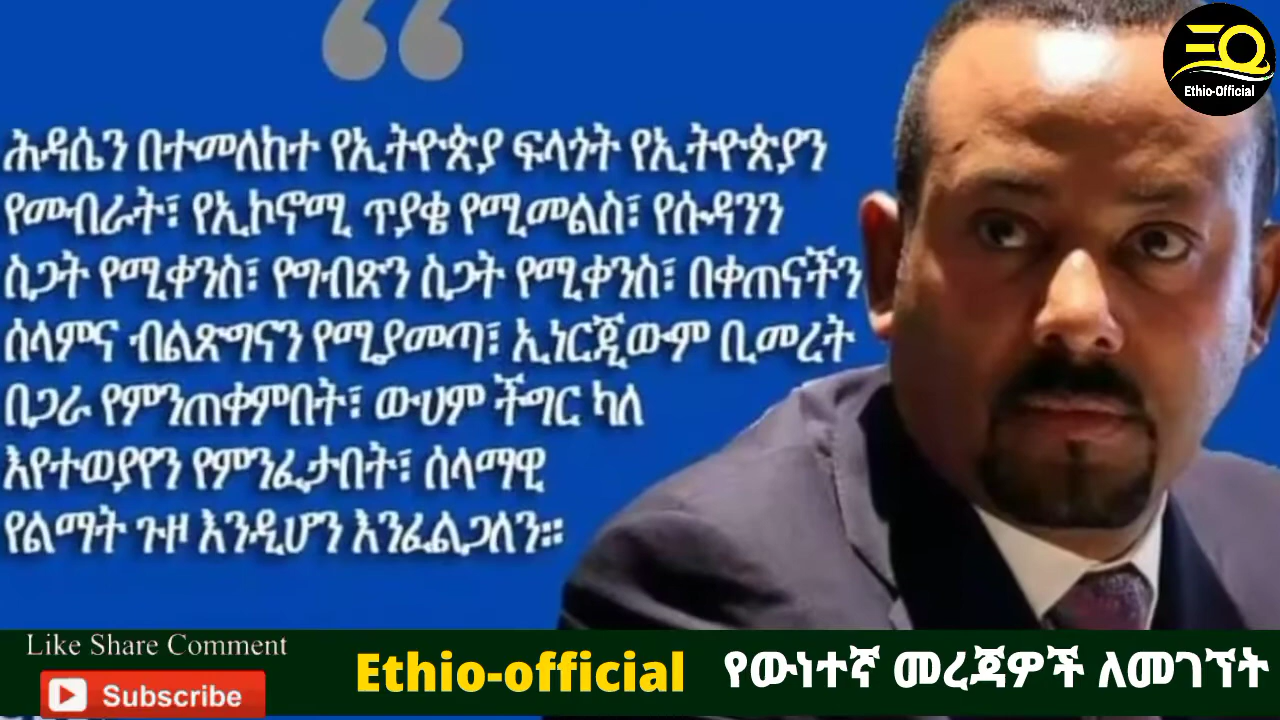 ሕዳሴን በተመለከተ የኢትዮጵያ ፍላጎት የኢትዮጵያን
የመብራት፣ የኢኮኖሚ ጥያቄ የሚመልስ፣ የሱዳንን
ስጋት የሚቀንስ፣ የግብጽን ስጋት የሚቀንስ፣ በቀጠናችን
ሰላምና ብልጽግናን የሚያመጣ፣ ኢነርጂውም ቢመረት
በጋራ የምንጠቀምበት፣ ውሀም ችግር ካለ
እየተወያየን የምንፈታበት፣ ሰላማዊ
የልማት ጉዞ እንዲሆን እንፈልጋለን።
EO
Ethio-Official
Like Share Comment
Subscribe
Ethio-official
የውነተኛ መረጃዎች ለመገኘት